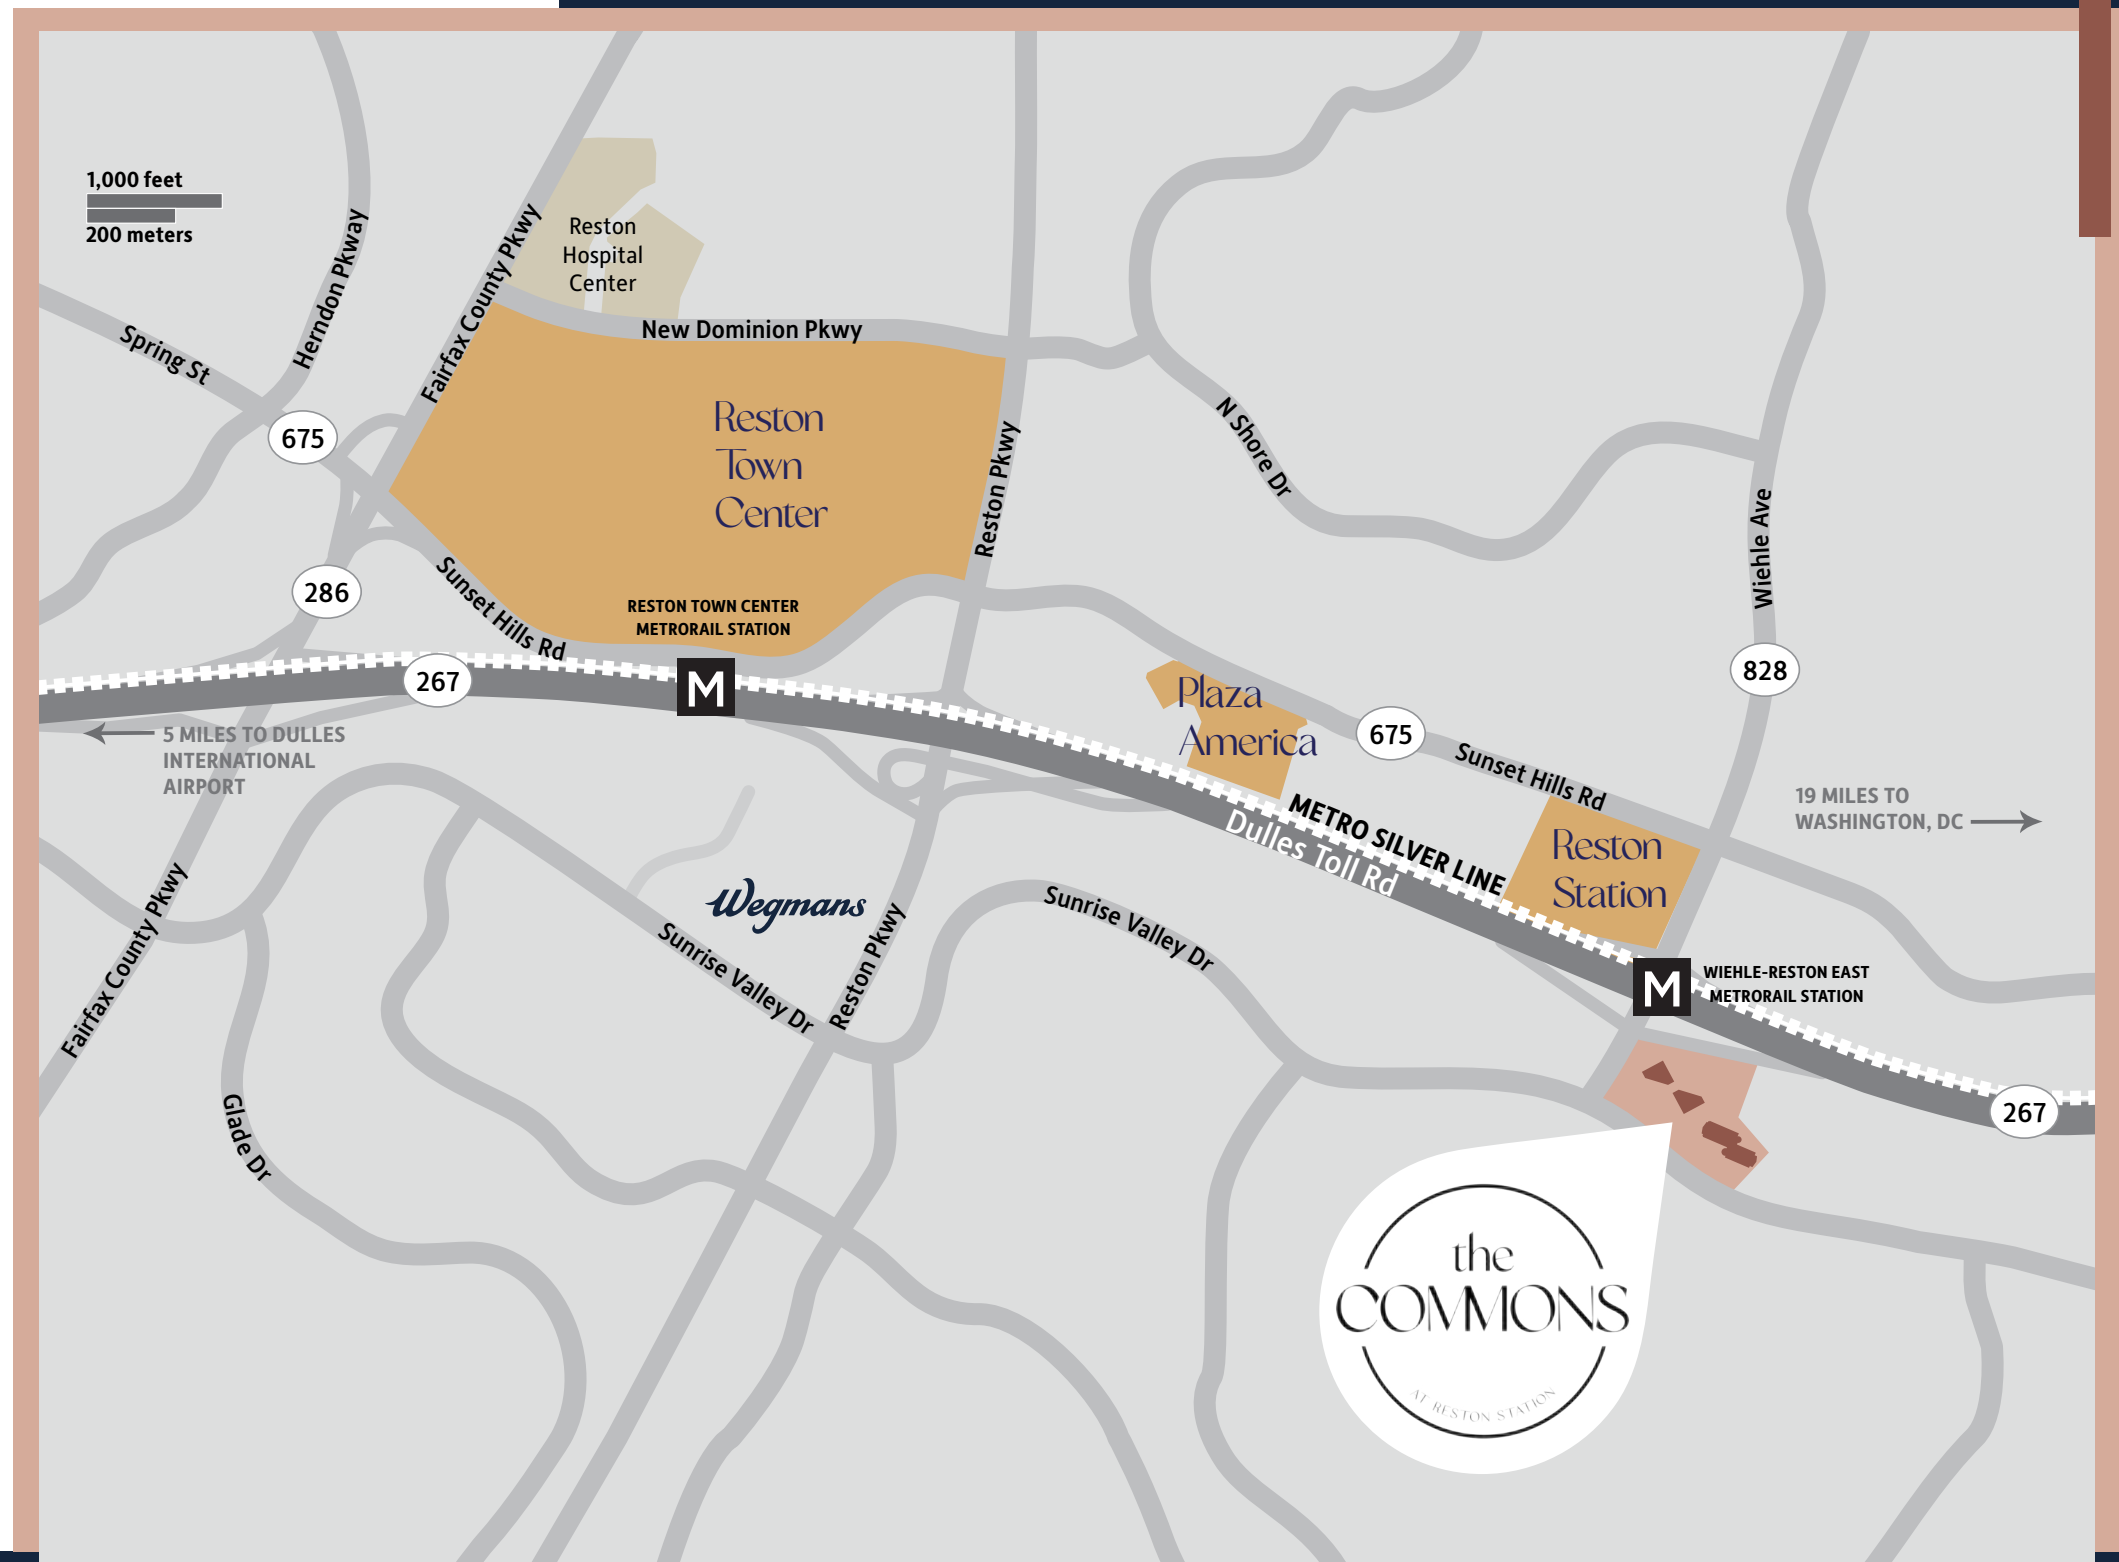 1,000 feet
200 meters
Herndon Pkway
Fairfax County Pkwy
Reston
Hospital
Center
Spring St
New Dominion Pkwy
675
Reston
Town
Center
N Shore Dr
Reston Pkwy
Wiehle Ave
286
Sunset Hills Rd
RESTON TOWN CENTER
METRORAIL STATION
M
267
828
Plaza
America
675
Sunset Hills Rd
5 MILES TO DULLES
INTERNATIONAL
AIRPORT
19 MILES TO
WASHINGTON, DC
METRO SILVER LINE
Dulles Toll Rd
Reston
Station
Wegmans
Fairfax County Pkwy
Sunrise Valley Dr
Reston Pkwy
Sunrise Valley Dr
M
WIEHLE-RESTON EAST
METRORAIL STATION
267
Glade Dr
the
COMMONS
AT RESTON STATION